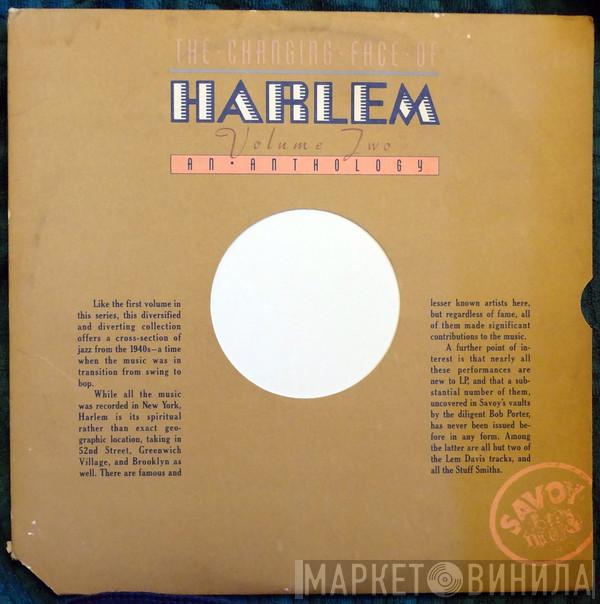 THE·CHANGING·FACE·OF
HARLEM
Volume Two
AN·ANTHOLOGY
Like the first volume in
this series, this diversified
and diverting collection
offers a cross-section of
jazz from the 1940s—a time
when the music was in
transition from swing to
bop.
While all the music
was recorded in New York,
Harlem is its spiritual
rather than exact geo-
graphic location, taking in
52nd Street, Greenwich
Village, and Brooklyn as
well. There are famous and
lesser known artists here,
but regardless of fame, all
of them made significant
contributions to the music.
A further point of in-
terest is that nearly all
these performances are
new to LP, and that a sub-
stantial number of them,
uncovered in Savoy's vaults
by the diligent Bob Porter,
has never been issued be-
fore in any form. Among
the latter are all but two of
the Lem Davis tracks, and
all the Stuff Smiths.
SAVOY
МАРКЕТ ВИНИЛА